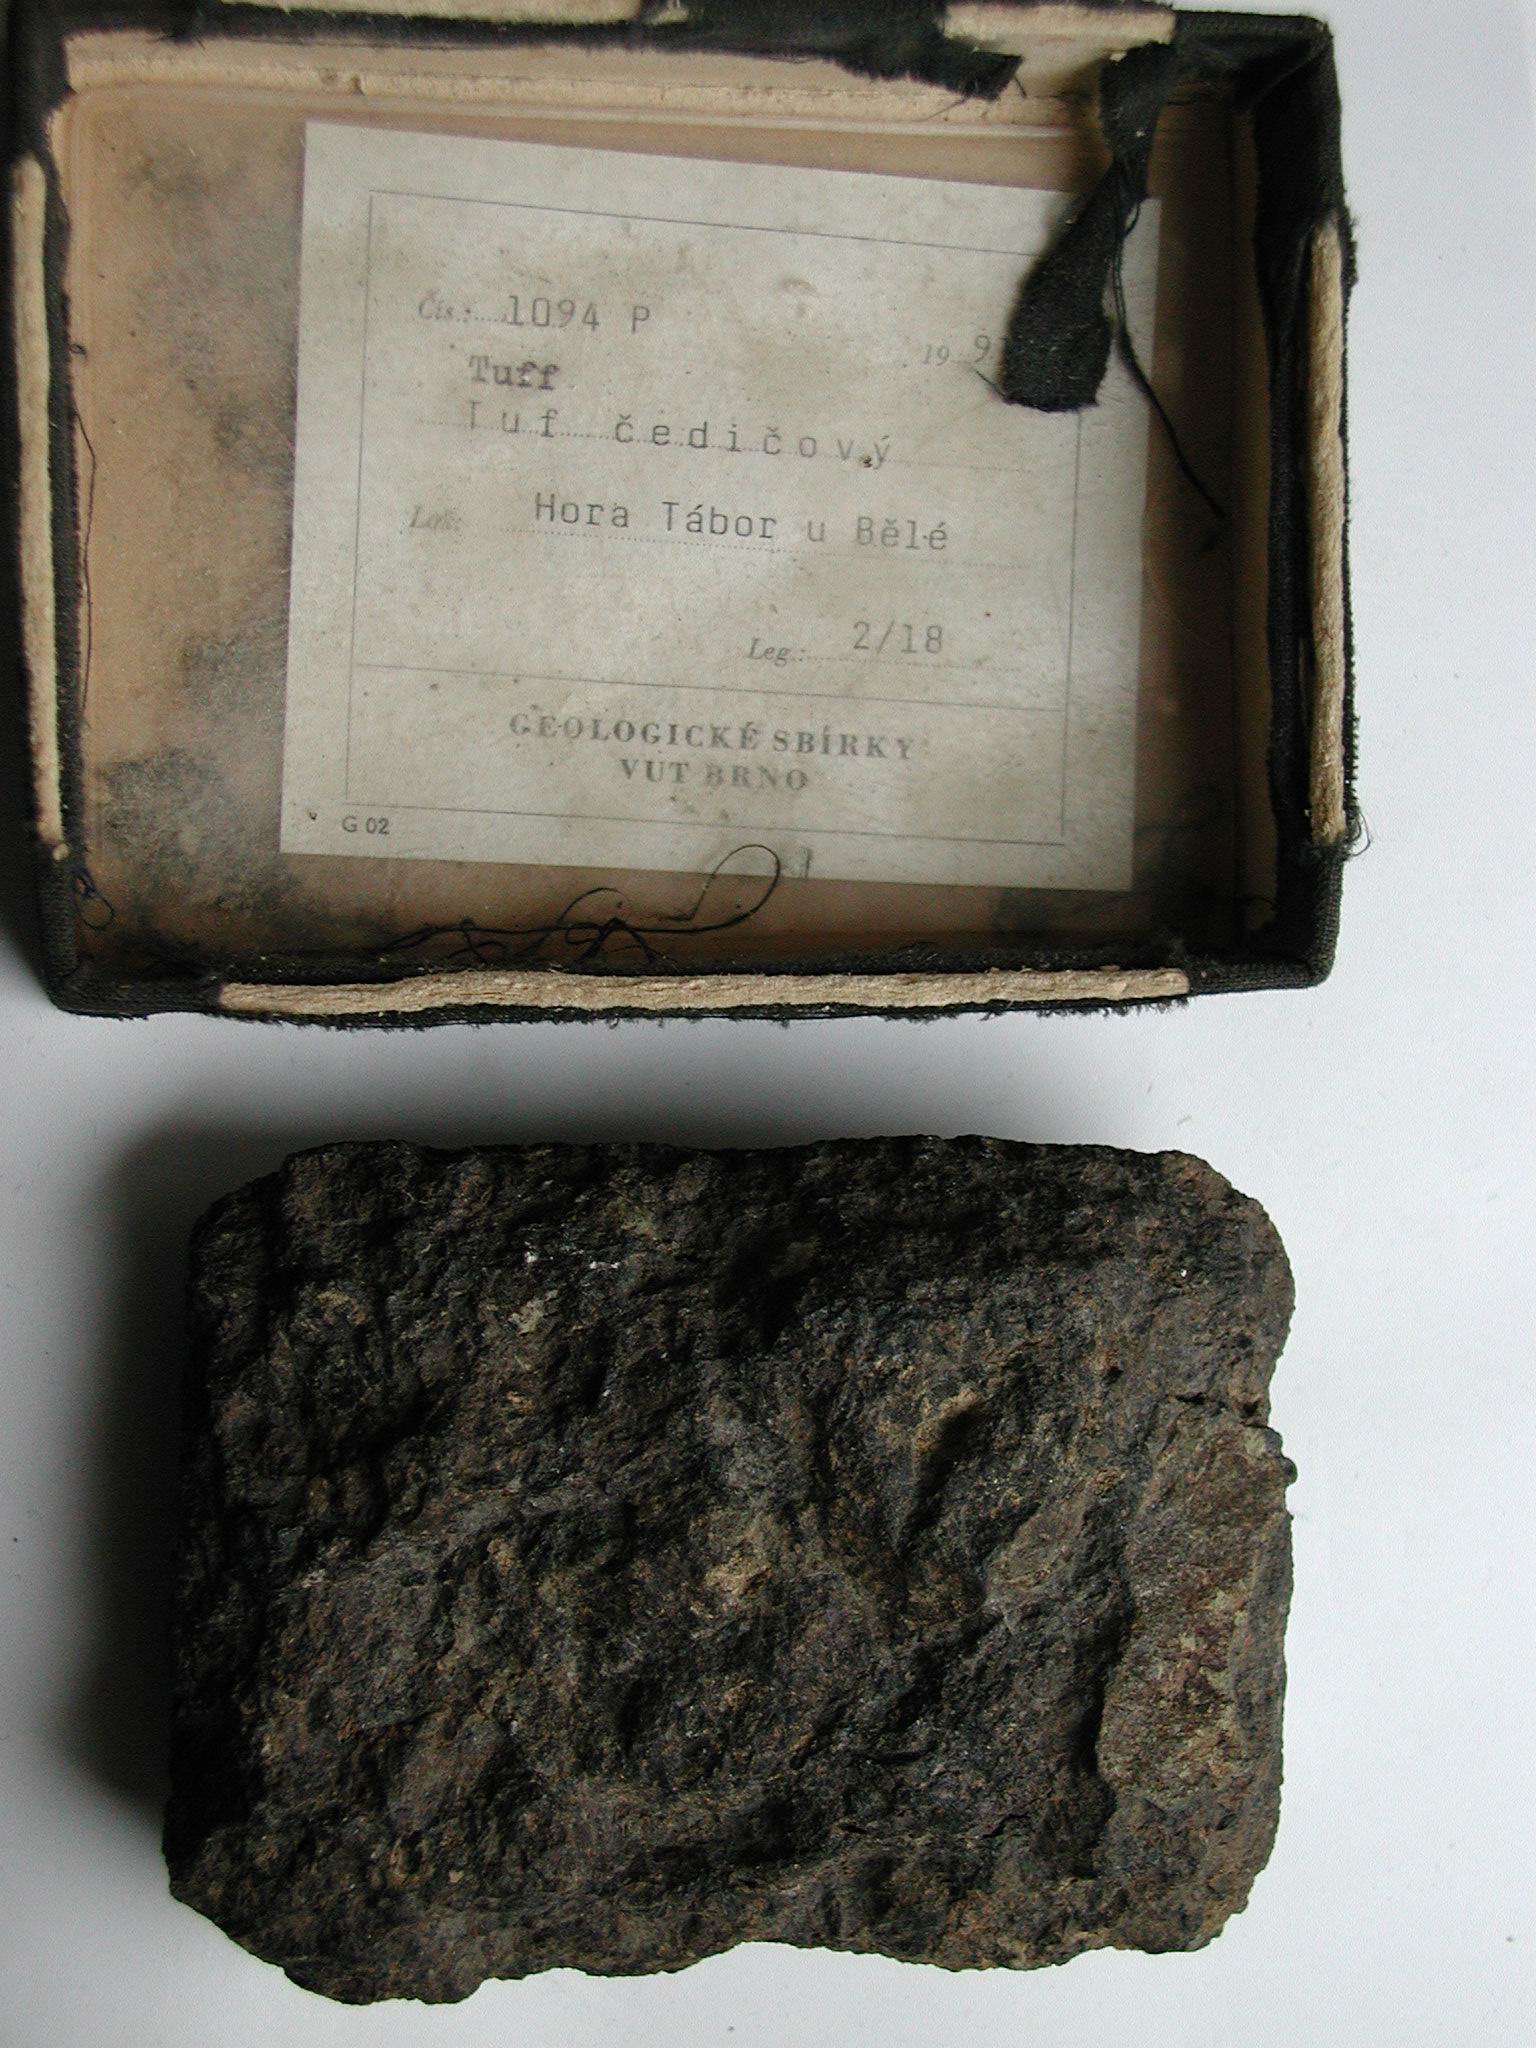 Čís.: 1094 P
19 9
Tuff
Tuf čedičový
Lok: Hora Tábor u Bělé
Leg.: 2/18
GEOLOGICKÉ SBÍRKY
VUT BRNO
G 02